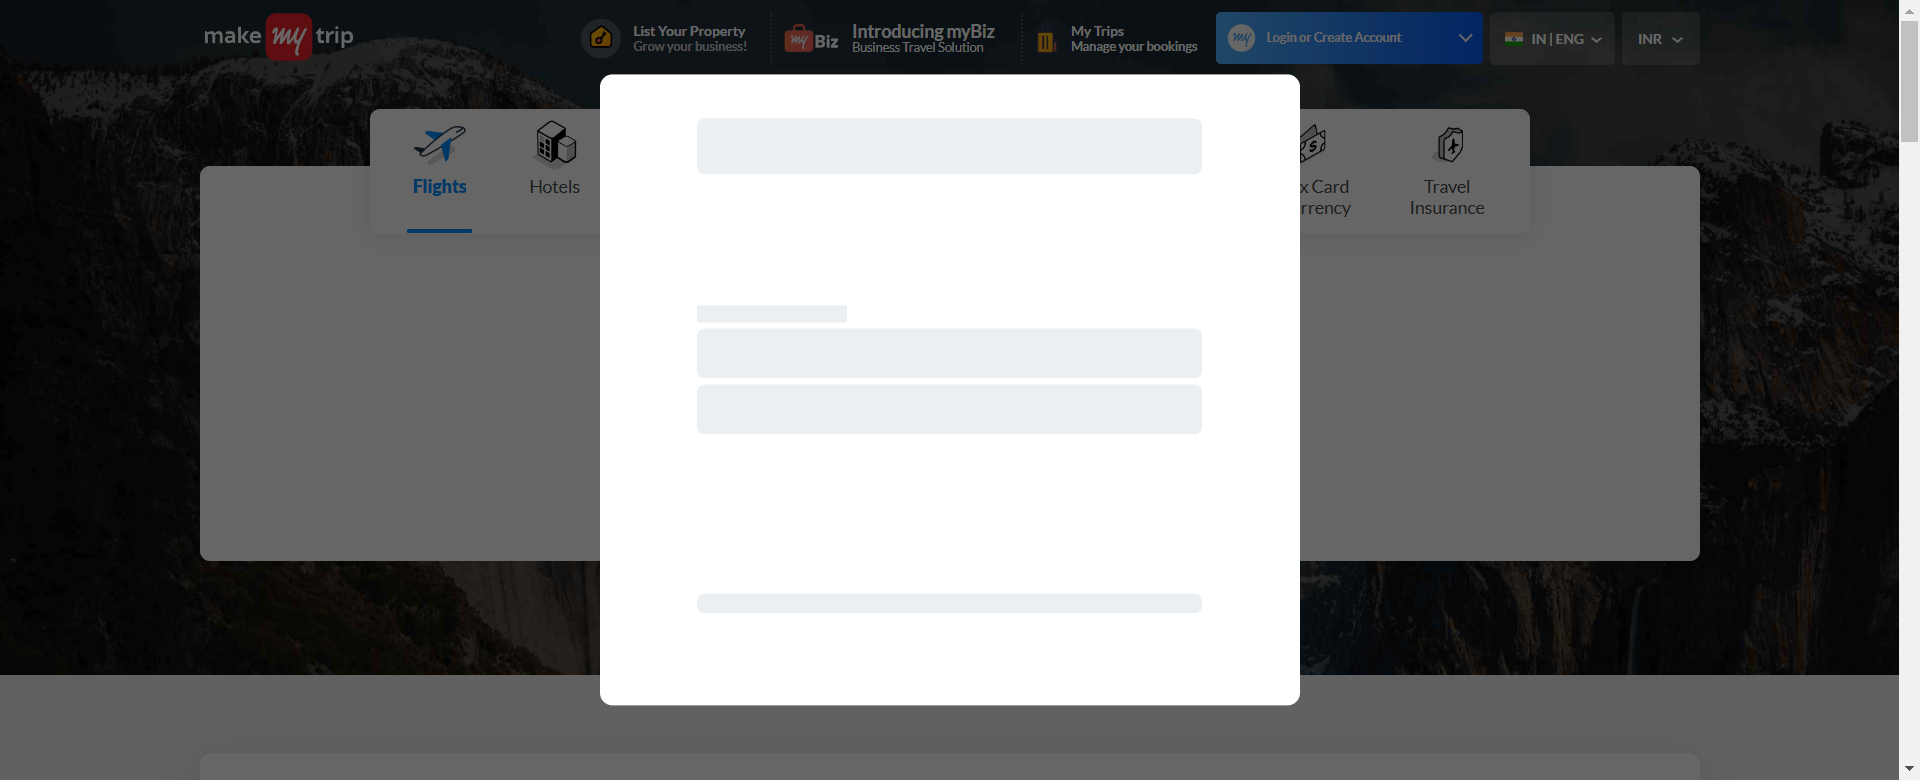 make my trip
List Your Property
Grow your business!
my Biz
Introducing myBiz
Business Travel Solution
My Trips
Manage your bookings
my
Login or Create Account
IN | ENG
INR
Flights
Hotels
x Card
rrency
Travel
Insurance